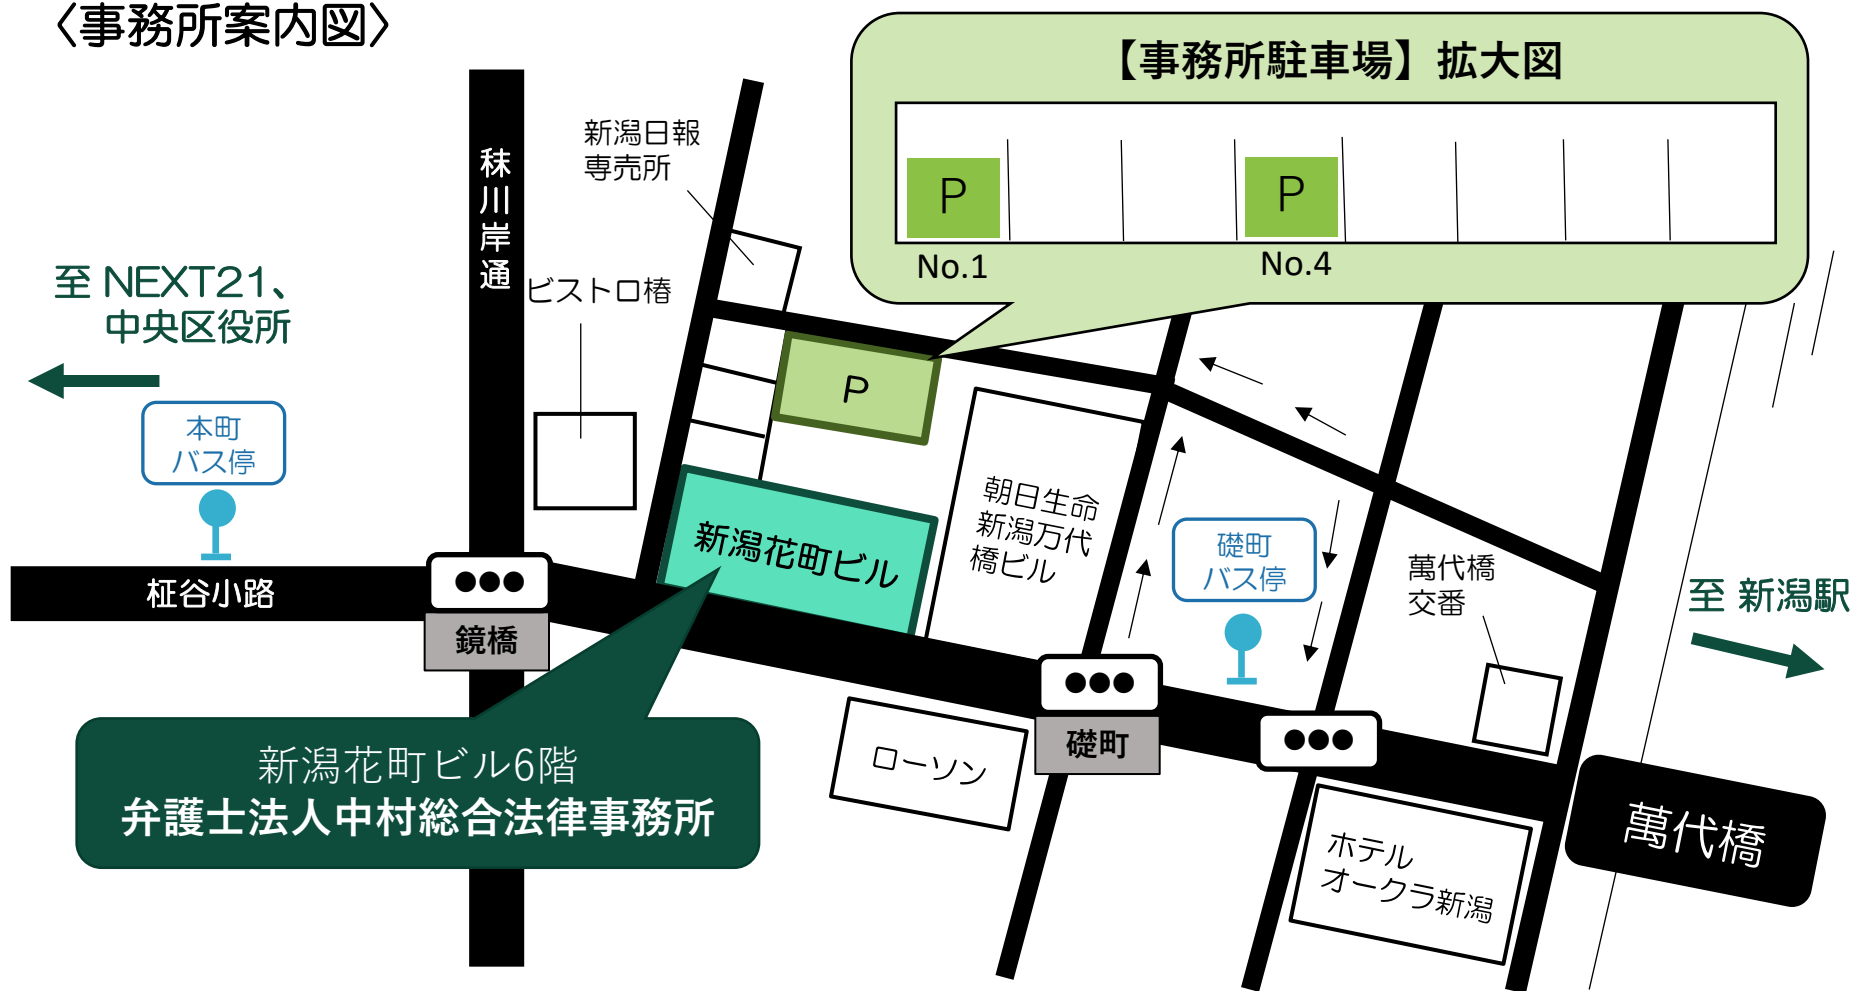 〈事務所案内図〉
【事務所駐車場】拡大図
P
P
No.1
No.4
新潟日報
専売所
秣川岸通
ビストロ椿
至 NEXT21、
中央区役所
本町
バス停
P
新潟花町ビル
朝日生命
新潟万代
橋ビル
礎町
バス停
萬代橋
交番
至 新潟駅
柾谷小路
鏡橋
礎町
ローソン
新潟花町ビル6階
弁護士法人中村総合法律事務所
ホテル
オークラ新潟
萬代橋